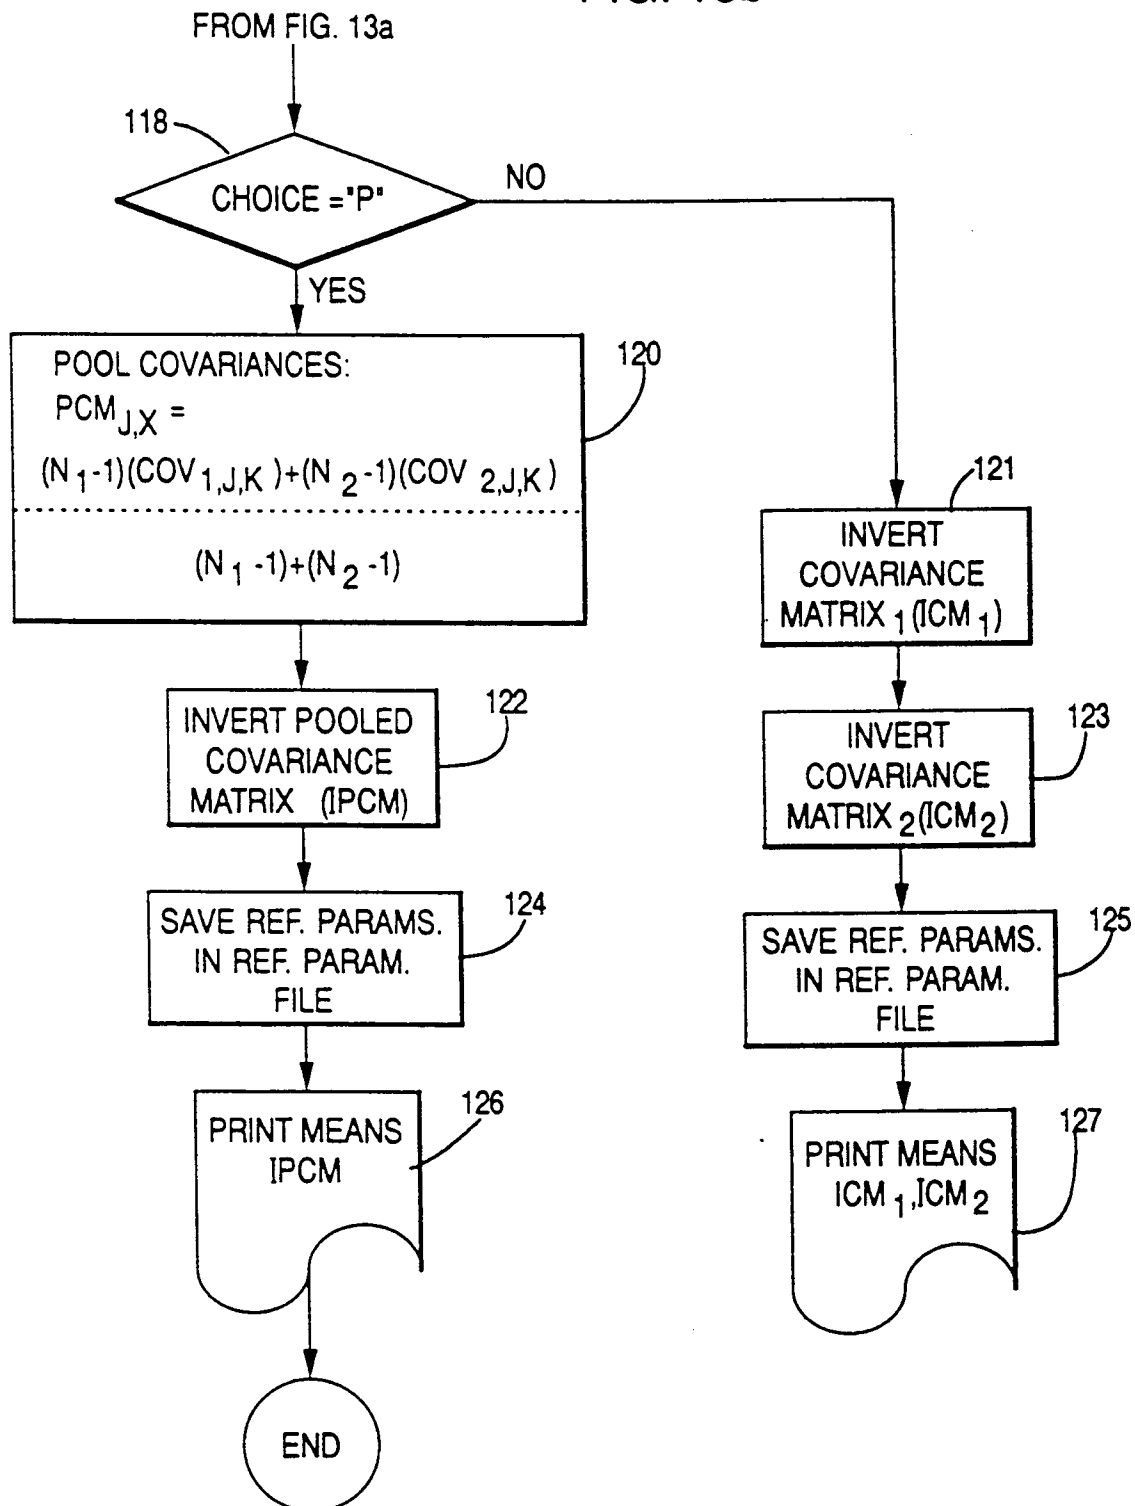 FROM FIG. 13a
118
CHOICE ="P"
NO
YES
POOL COVARIANCES:
PCM J,X =
(N 1 -1)(COV 1,J,K )+(N 2 -1)(COV 2,J,K )
(N 1 -1)+(N 2 -1)
120
INVERT POOLED
COVARIANCE
MATRIX (IPCM)
122
SAVE REF. PARAMS.
IN REF. PARAM.
FILE
124
PRINT MEANS
IPCM
126
END
121
INVERT
COVARIANCE
MATRIX 1 (ICM 1)
INVERT
COVARIANCE
MATRIX 2 (ICM 2)
123
SAVE REF. PARAMS.
IN REF. PARAM.
FILE
125
PRINT MEANS
ICM 1, ICM 2
127